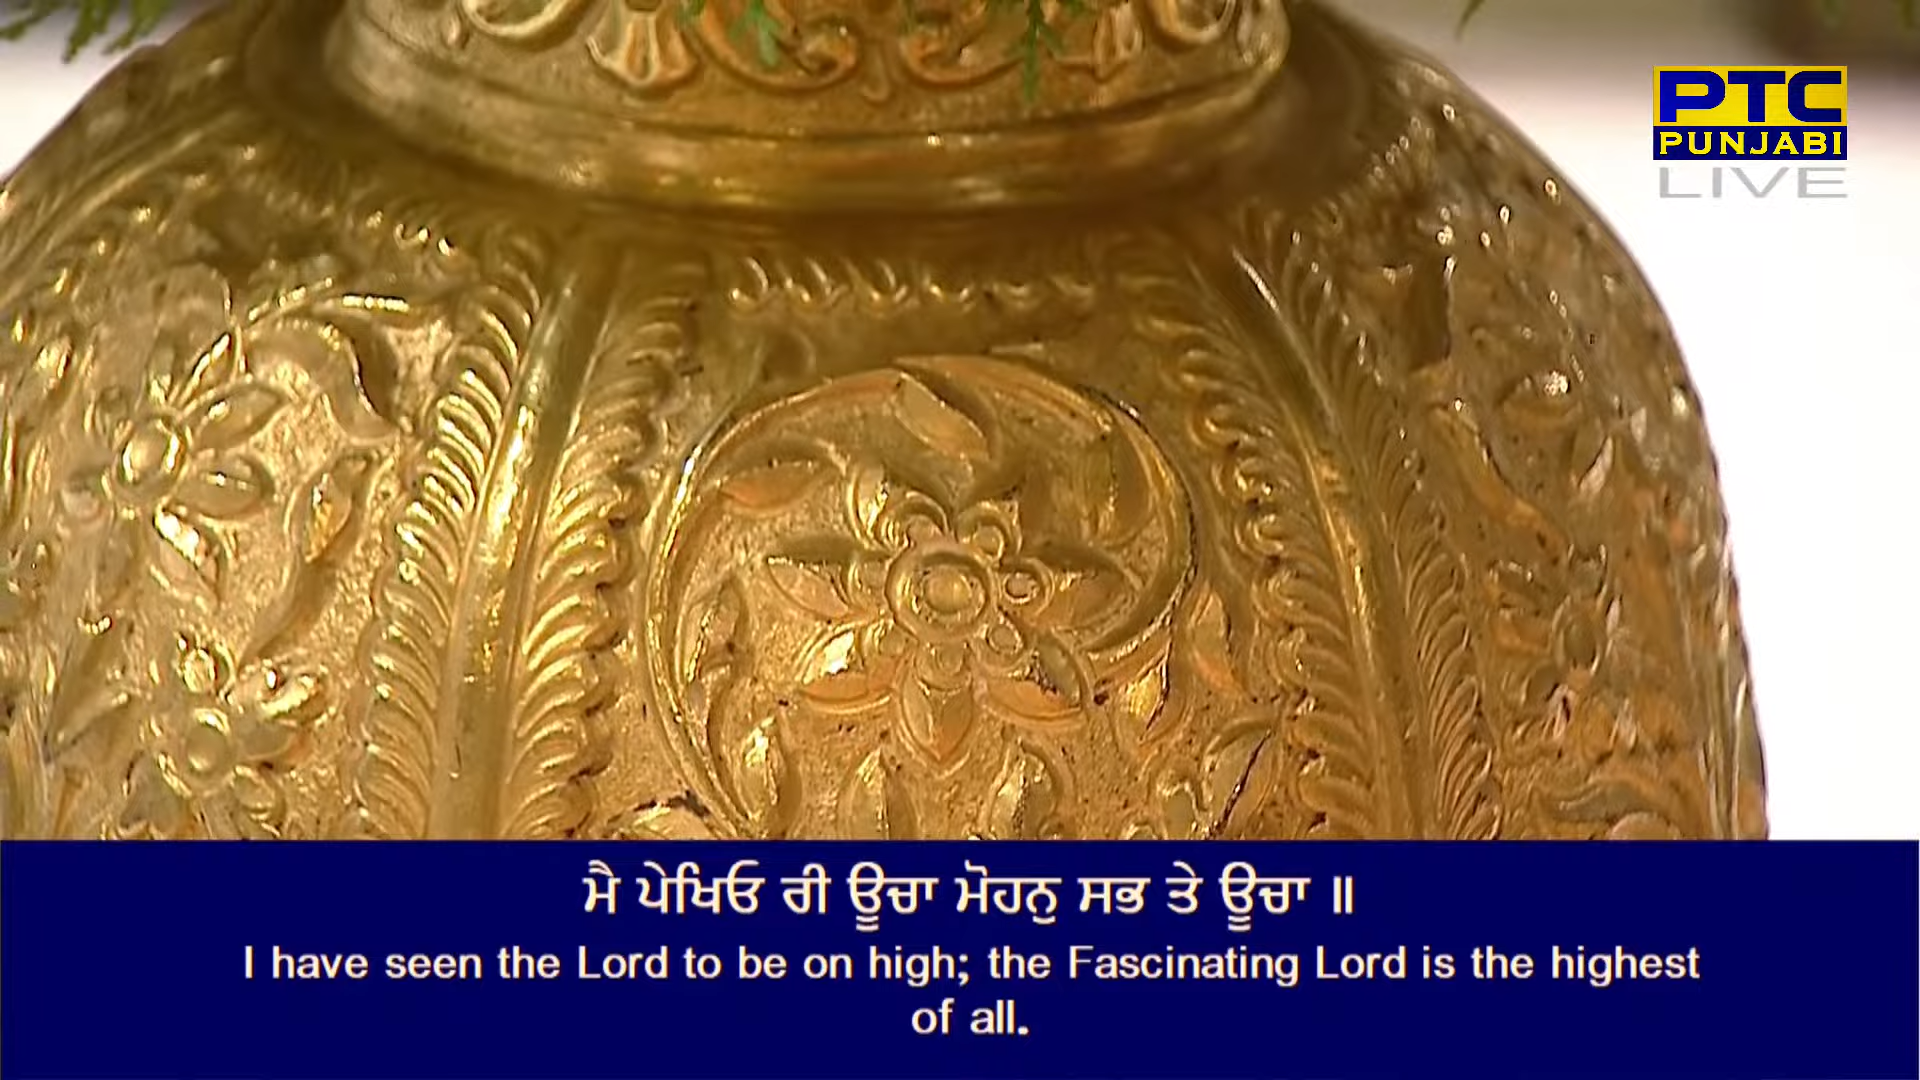 PTC
PUNJABI
LIVE
ਮੈ ਪੇਖਿਓ ਰੀ ਊਚਾ ਮੋਹਨੁ ਸਭ ਤੇ ਊਚਾ ॥
I have seen the Lord to be on high; the Fascinating Lord is the highest
of all.